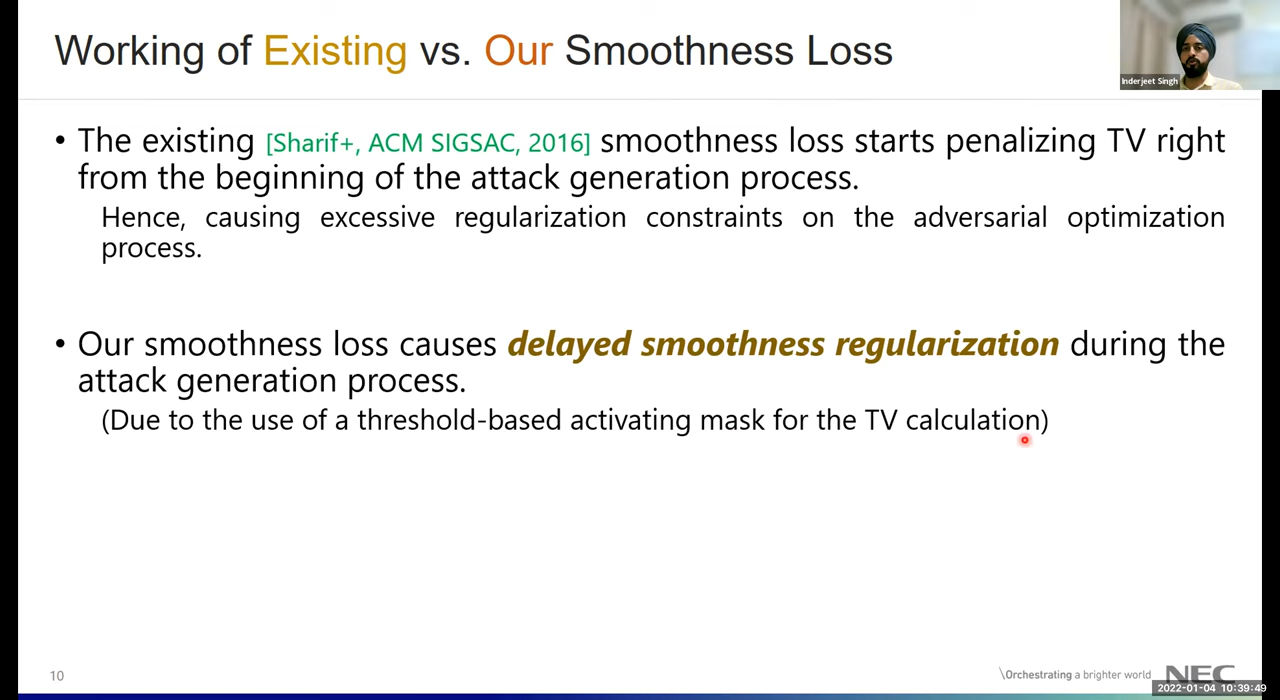 Working of Existing vs. Our Smoothness Loss
Inderjeet Singh
• The existing [Sharif+, ACM SIGSAC, 2016] smoothness loss starts penalizing TV right
from the beginning of the attack generation process.
Hence, causing excessive regularization constraints on the adversarial optimization
process.
• Our smoothness loss causes delayed smoothness regularization during the
attack generation process.
(Due to the use of a threshold-based activating mask for the TV calculation)
10
\Orchestrating a brighter world
NEC
2022-01-04 10:39:49